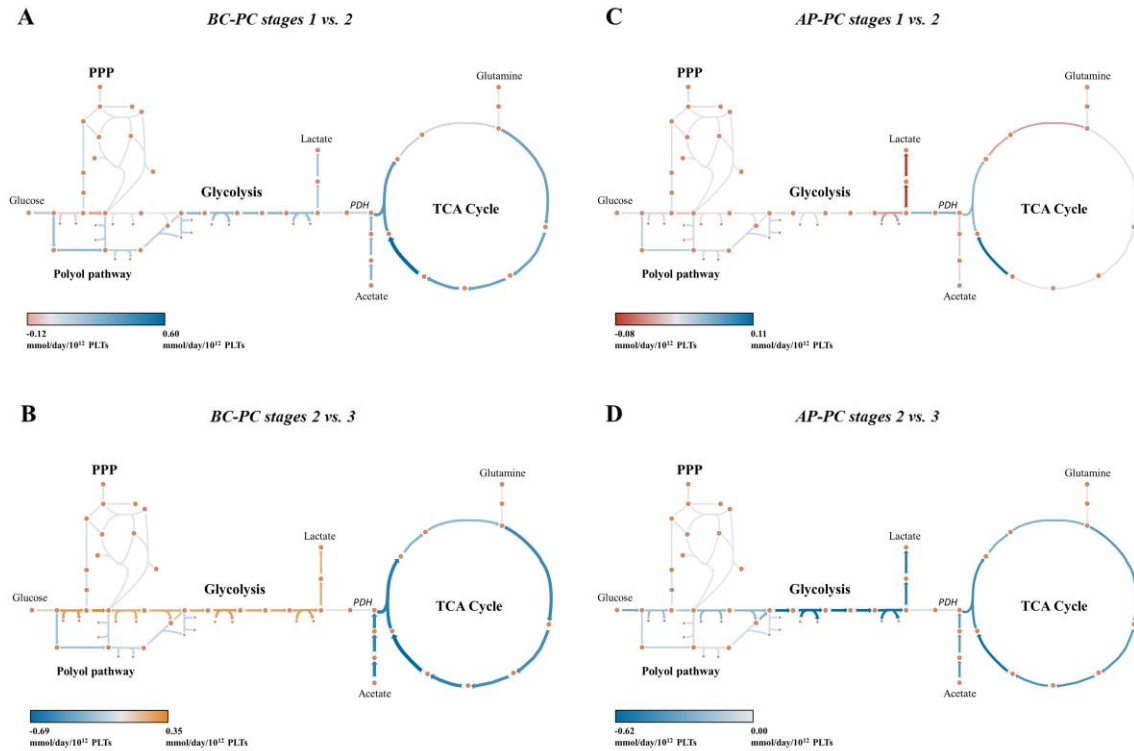 A
BC-PC stages 1 vs. 2
PPP
Glutamine
Lactate
Glycolysis
Glucose
PDH
TCA Cycle
Polyol pathway
Acetate
-0.12
0.60
mmol/day/10¹² PLTs
mmol/day/10¹² PLTs
C
AP-PC stages 1 vs. 2
PPP
Glutamine
Lactate
Glycolysis
Glucose
PDH
TCA Cycle
Polyol pathway
Acetate
-0.08
0.11
mmol/day/10¹² PLTs
mmol/day/10¹² PLTs
B
BC-PC stages 2 vs. 3
PPP
Glutamine
Lactate
Glycolysis
Glucose
PDH
TCA Cycle
Polyol pathway
Acetate
-0.69
0.35
mmol/day/10¹² PLTs
mmol/day/10¹² PLTs
D
AP-PC stages 2 vs. 3
PPP
Glutamine
Lactate
Glycolysis
Glucose
PDH
TCA Cycle
Polyol pathway
Acetate
-0.62
0.00
mmol/day/10¹² PLTs
mmol/day/10¹² PLTs